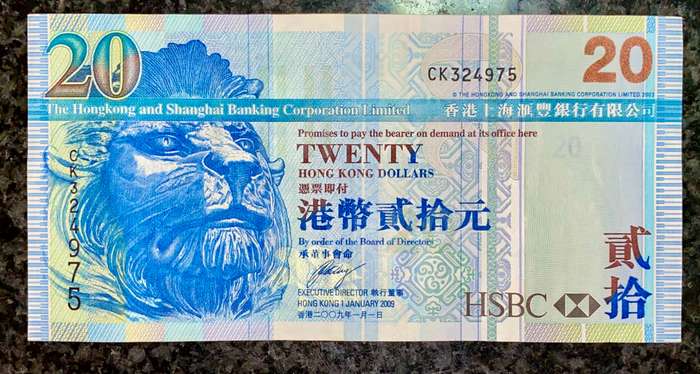 20
CK324975
20
© THE HONGKONG AND SHANGHAI BANKING CORPORATION LIMITED 2003
The Hongkong and Shanghai Banking Corporation Limited
香港上海滙豐銀行有限公司
Promises to pay the bearer on demand at its office here
TWENTY
HONG KONG DOLLARS
憑票即付
港幣貳拾元
By order of the Board of Directors
承董事會命
EXECUTIVE DIRECTOR 執行董事
HONG KONG 1 JANUARY 2009
香港二〇〇九年一月一日
CK324975
20
HSBC
貳拾